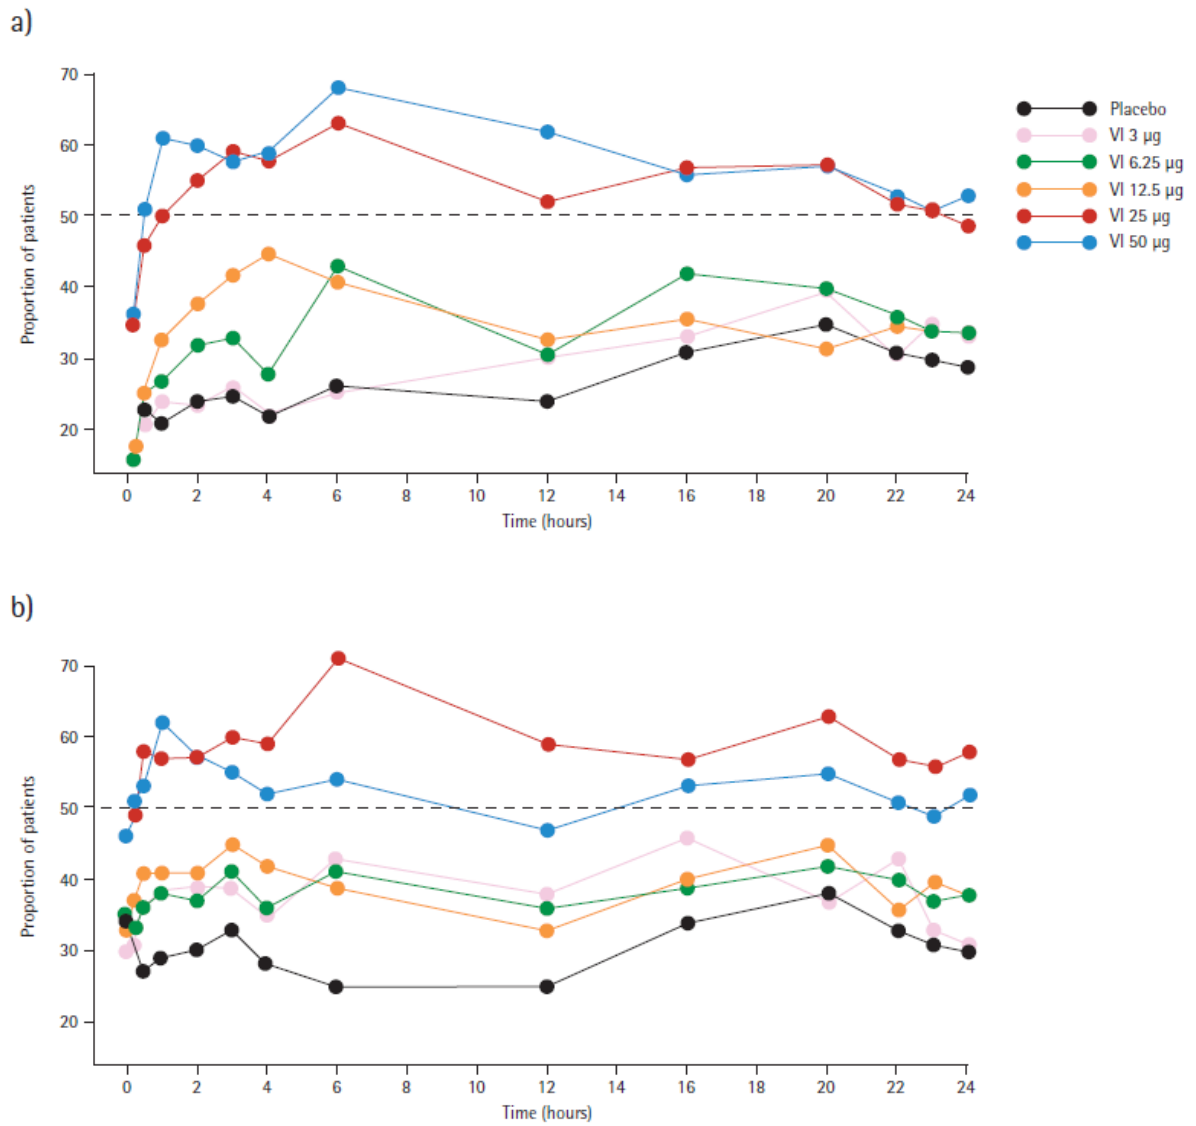 a)
Proportion of patients
70
60
50
40
30
20
0 2 4 6 8 10 12 14 16 18 20 22 24
Time (hours)
Placebo
VI 3 µg
VI 6.25 µg
VI 12.5 µg
VI 25 µg
VI 50 µg
b)
Proportion of patients
70
60
50
40
30
20
0 2 4 6 8 10 12 14 16 18 20 22 24
Time (hours)